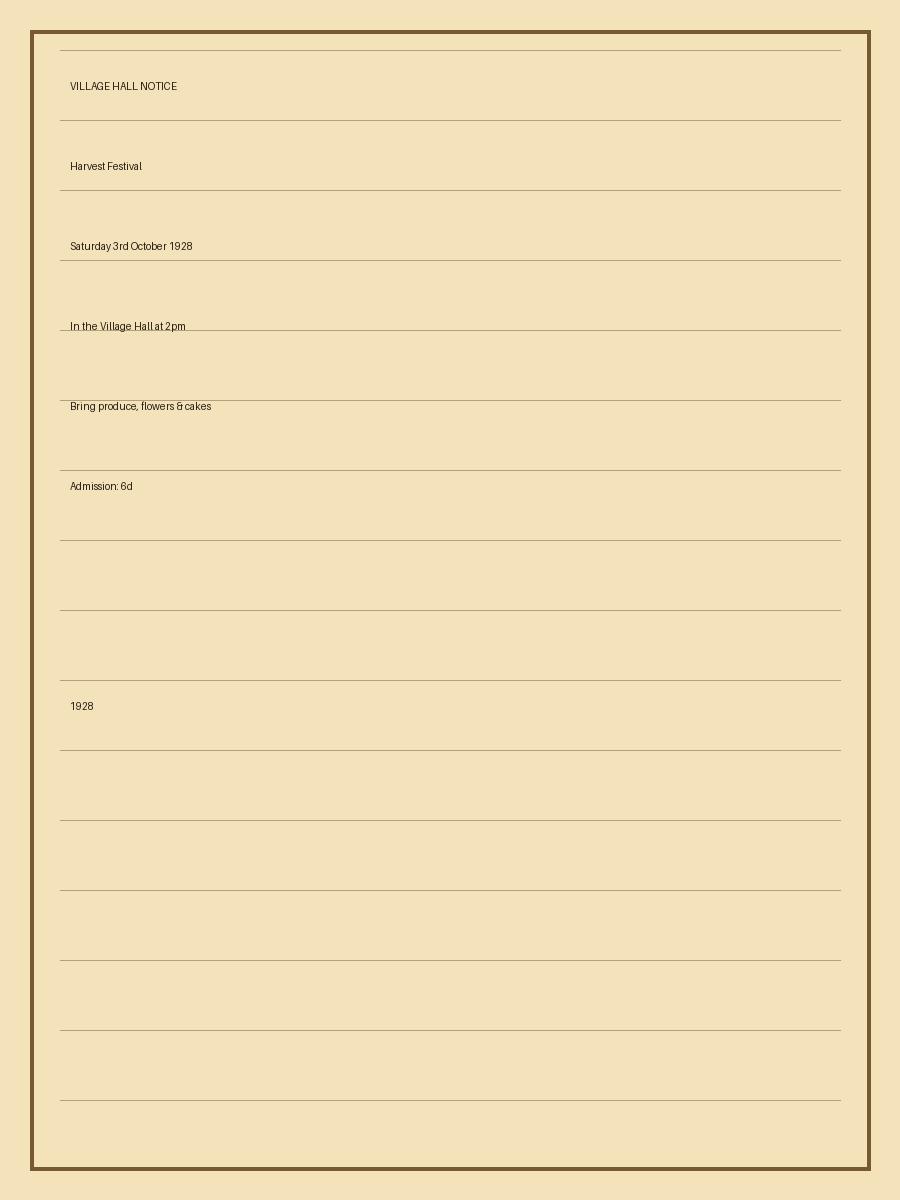 VILLAGE HALL NOTICE
Harvest Festival
Saturday 3rd October 1928
In the Village Hall at 2pm
Bring produce, flowers & cakes
Admission: 6d
1928